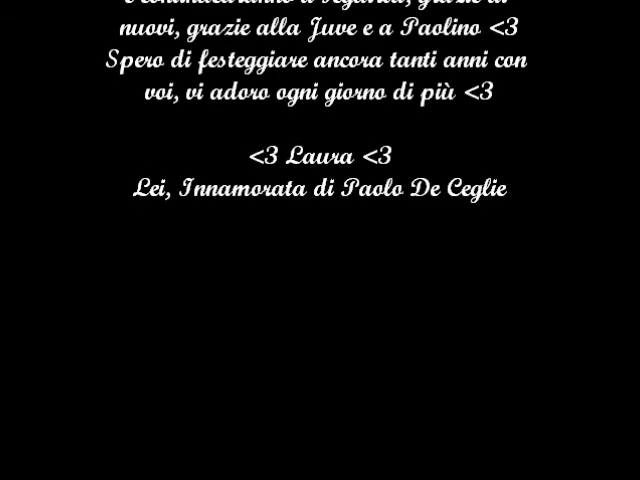 nuovi, grazie alla Juve e a Paolino <3
Spero di festeggiare ancora tanti anni con
voi, vi adoro ogni giorno di più <3
<3 Laura <3
Lei, Innamorata di Paolo De Ceglie